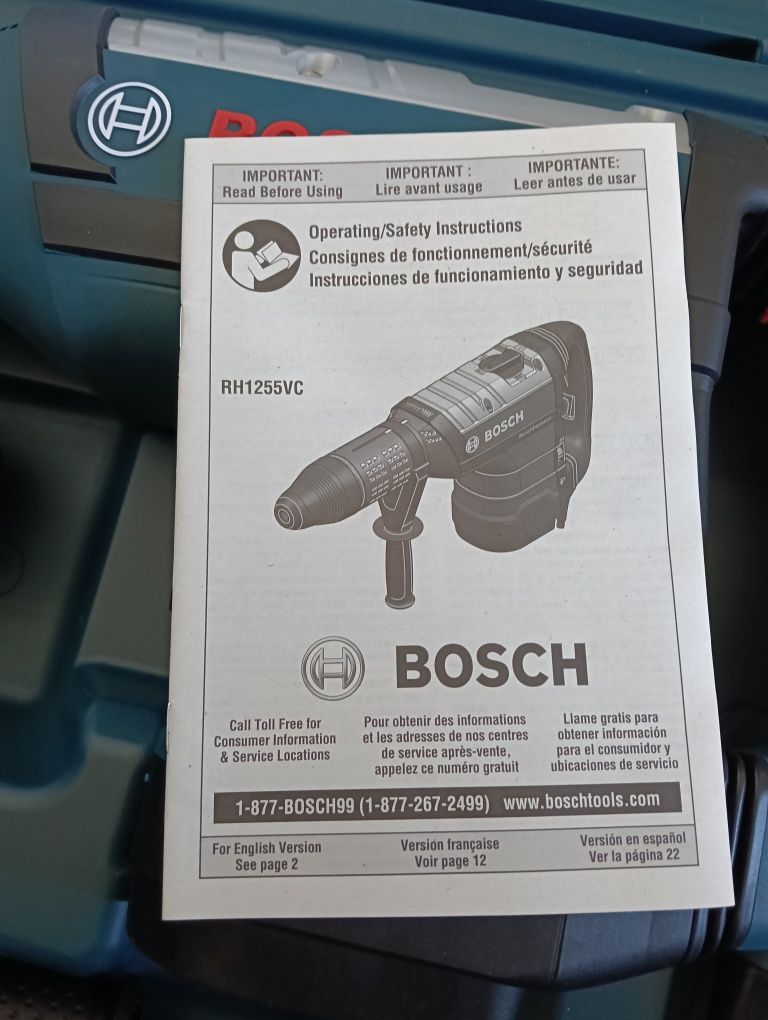 BOSCH
IMPORTANT:
Read Before Using
IMPORTANT :
Lire avant usage
IMPORTANTE:
Leer antes de usar
Operating/Safety Instructions
Consignes de fonctionnement/sécurité
Instrucciones de funcionamiento y seguridad
RH1255VC
BOSCH
BOSCH
Call Toll Free for
Consumer Information
& Service Locations
Pour obtenir des informations
et les adresses de nos centres
de service après-vente,
appelez ce numéro gratuit
Llame gratis para
obtener información
para el consumidor y
ubicaciones de servicio
1-877-BOSCH99 (1-877-267-2499) www.boschtools.com
For English Version
See page 2
Version française
Voir page 12
Versión en español
Ver la página 22